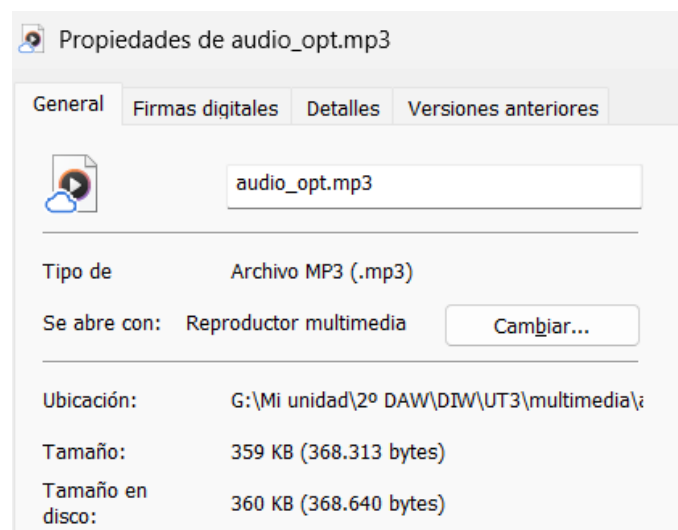 Propiedades de audio_opt.mp3
General Firmas digitales Detalles Versiones anteriores
audio_opt.mp3
Tipo de Archivo MP3 (.mp3)
Se abre con: Reproductor multimedia Cambiar...
Ubicación: G:\Mi unidad\2º DAW\DIW\UT3\multimedia\
Tamaño: 359 KB (368.313 bytes)
Tamaño en
disco: 360 KB (368.640 bytes)